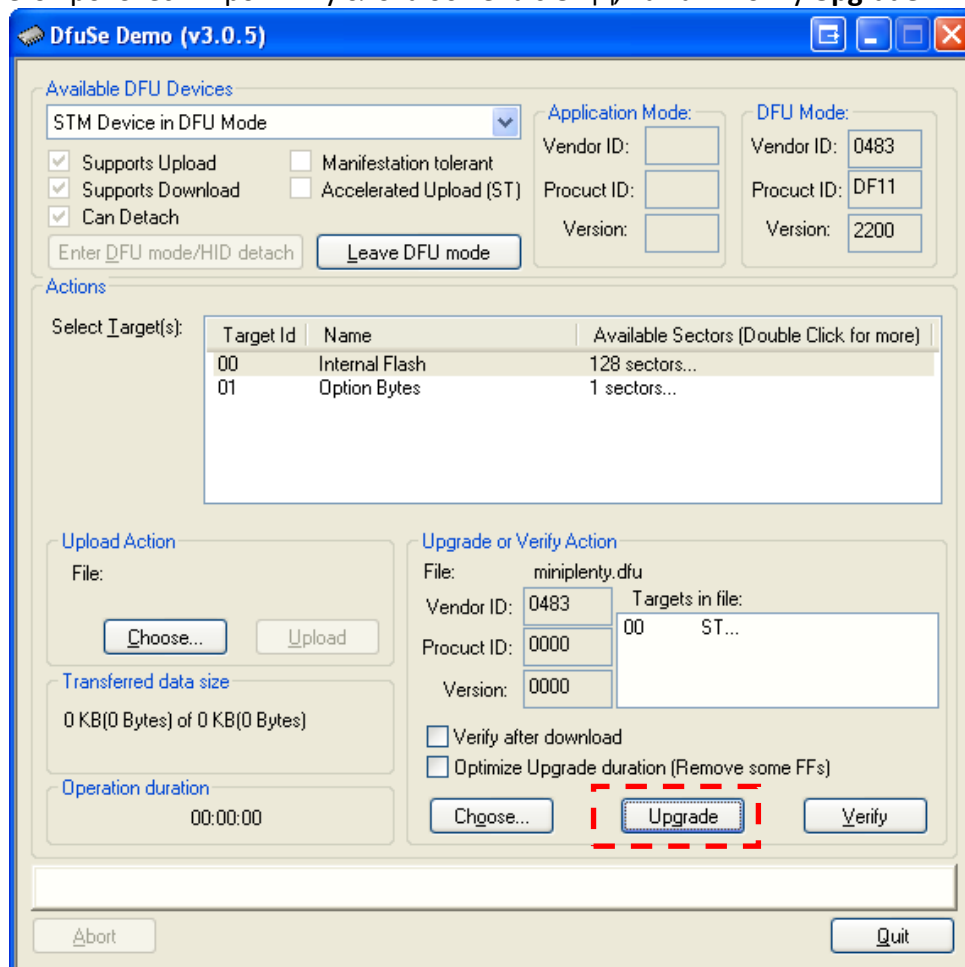 Upgrade
DfuSe Demo (v3.0.5)
Available DFU Devices
STM Device in DFU Mode
Supports Upload
Manifestation tolerant
Supports Download
Accelerated Upload (ST)
Can Detach
Enter DFU mode/HID detach
Leave DFU mode
Application Mode:
Vendor ID:
Procuct ID:
Version:
DFU Mode:
Vendor ID: 0483
Procuct ID: DF11
Version: 2200
Actions
Select Target(s):
Target Id Name Available Sectors (Double Click for more)
00 Internal Flash 128 sectors...
01 Option Bytes 1 sectors...
Upload Action
File:
Choose...
Upload
Transferred data size
0 KB(0 Bytes) of 0 KB(0 Bytes)
Operation duration
00:00:00
Upgrade or Verify Action
File: miniplenty.dfu
Vendor ID: 0483
Procuct ID: 0000
Version: 0000
Targets in file:
00 ST...
Verify after download
Optimize Upgrade duration (Remove some FFs)
Choose...
Upgrade
Verify
Abort
Quit